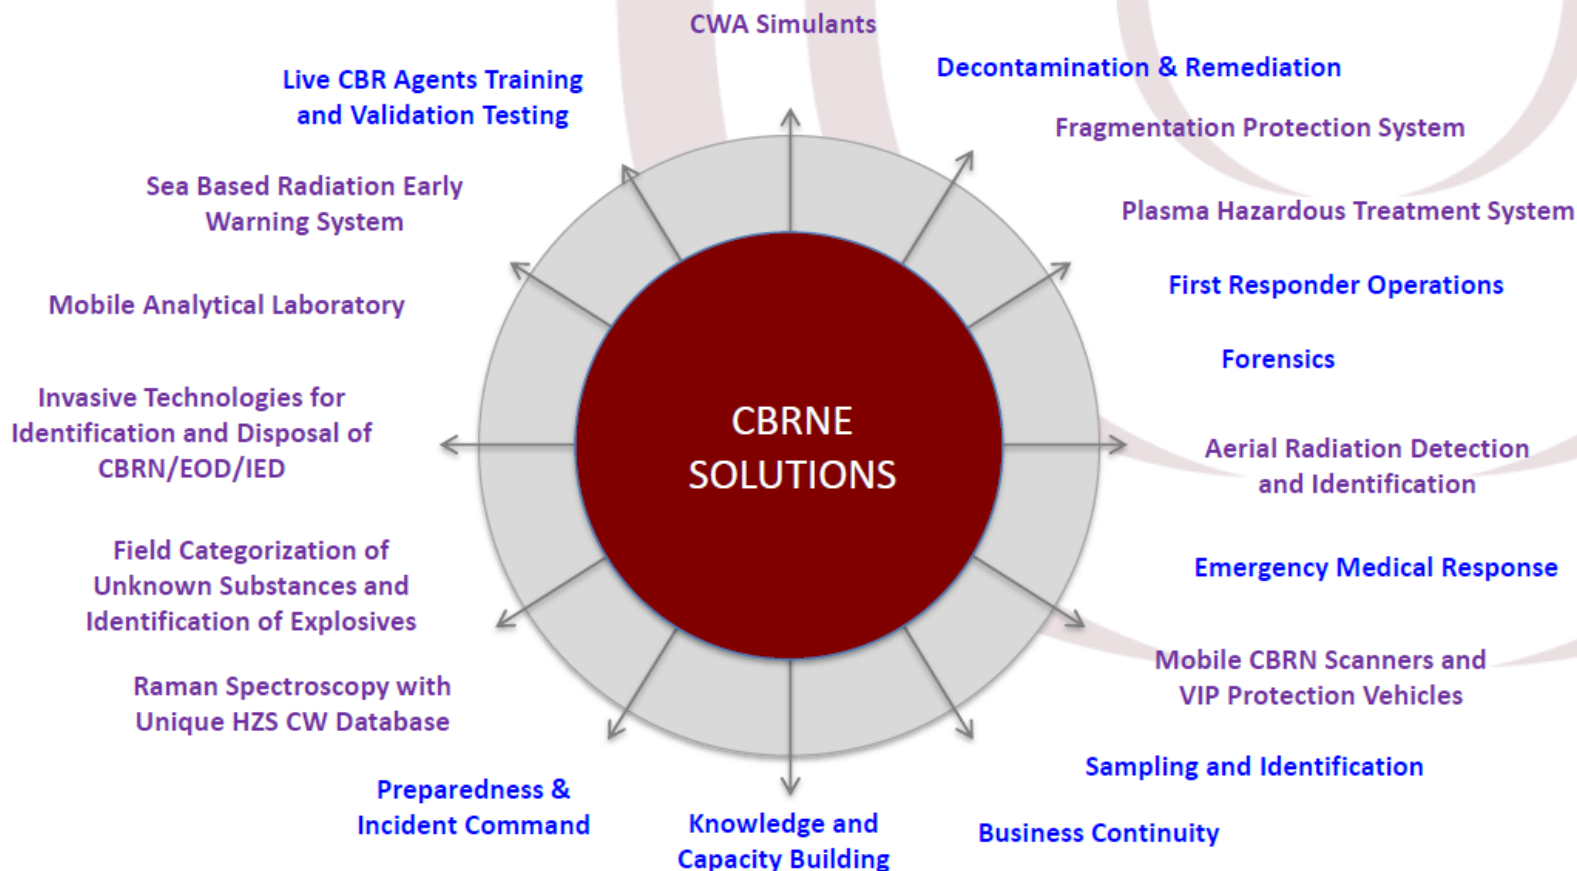 CWA Simulants
Decontamination & Remediation
Fragmentation Protection System
Plasma Hazardous Treatment System
First Responder Operations
Forensics
Aerial Radiation Detection
and Identification
Emergency Medical Response
Mobile CBRN Scanners and
VIP Protection Vehicles
Sampling and Identification
Business Continuity
Knowledge and
Capacity Building
Preparedness &
Incident Command
Raman Spectroscopy with
Unique HZS CW Database
Field Categorization of
Unknown Substances and
Identification of Explosives
Invasive Technologies for
Identification and Disposal of
CBRN/EOD/IED
Mobile Analytical Laboratory
Sea Based Radiation Early
Warning System
Live CBR Agents Training
and Validation Testing
CBRNE
SOLUTIONS